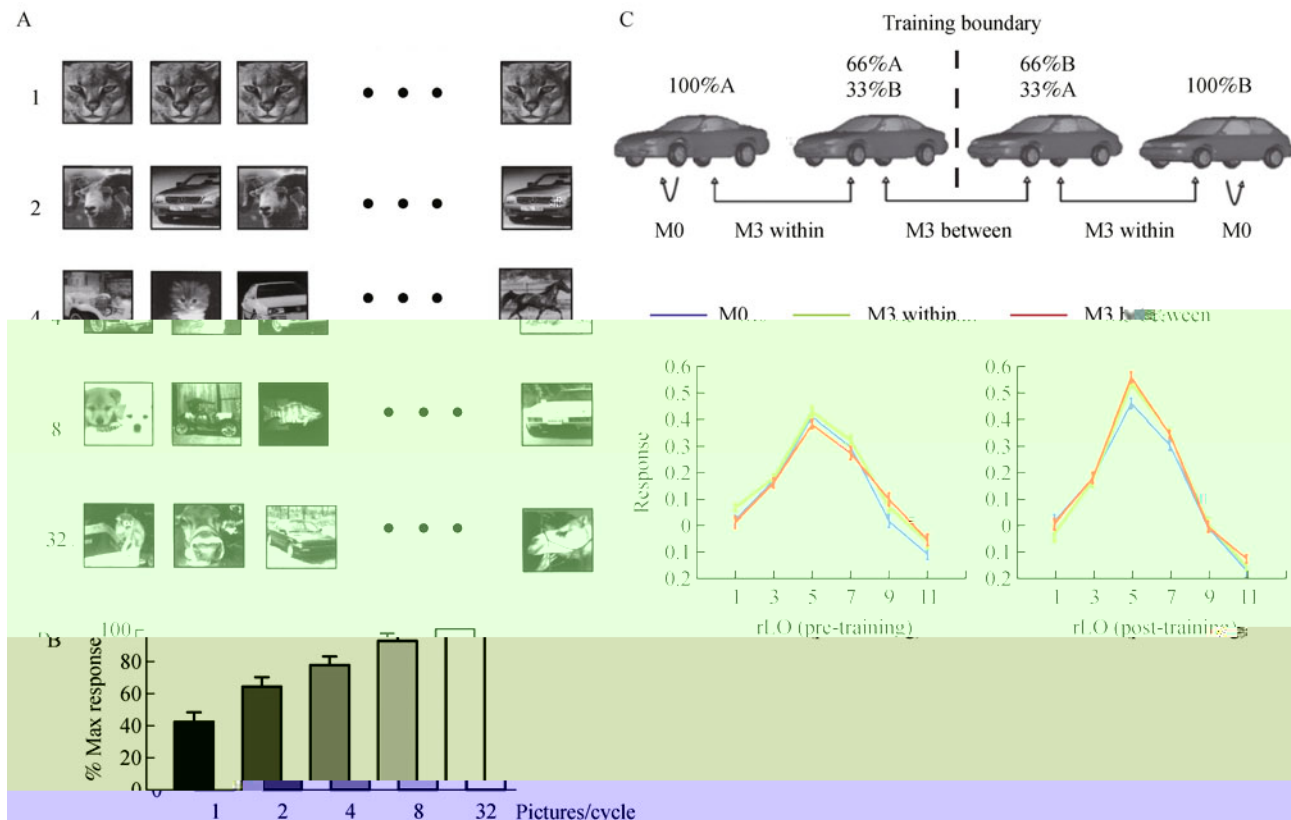 A
1
2
4
8
32
B
100
80
60
40
20
0
% Max response
1 2 4 8 32 Pictures/cycle
C
Training boundary
100%A
66%A
33%B
66%B
33%A
100%B
M0 M3 within M3 between M3 within M0
M0 M3 within
0.6
0.5
0.4
0.3
0.2
0.1
0
0.1
0.2
Response
1 3 5 7 9 11
rLO (pre-training)
0.6
0.5
0.4
0.3
0.2
0.1
0
0.1
0.2
1 3 5 7 9 11
rLO (post-training)